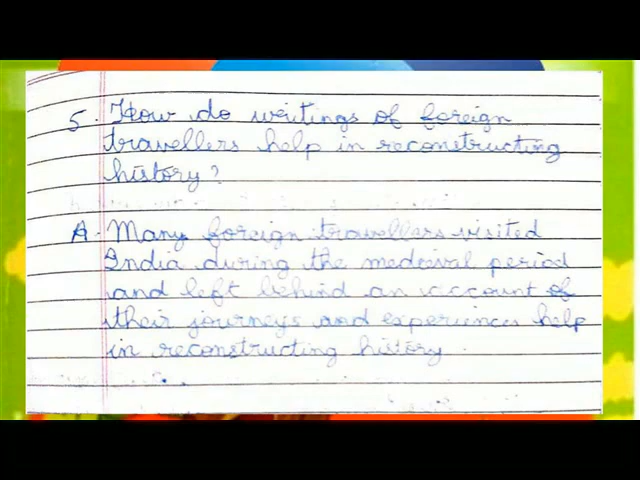 5. How do writings of foreign
travellers help in reconstructing
history?
A. Many foreign travellers visited
India during the medieval period
and left behind an account of
their journeys and experiences help
in reconstructing history.